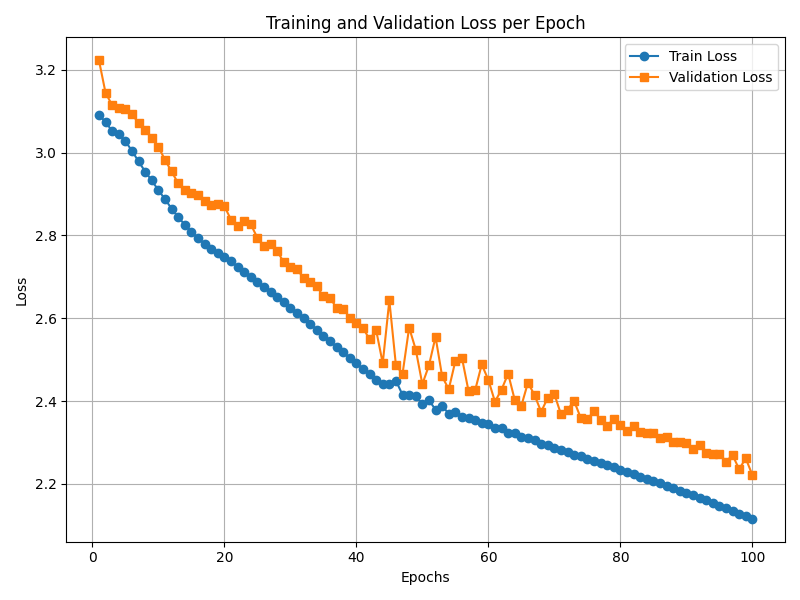 Training and Validation Loss per Epoch
Train Loss
Validation Loss
3.2
3.0
2.8
2.6
2.4
2.2
Loss
0 20 40 60 80 100
Epochs